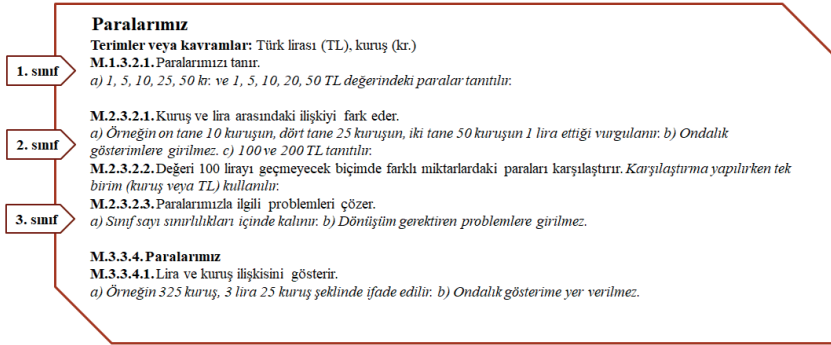 Paralarımız
Terimler veya kavramlar: Türk lirası (TL), kuruş (kr.)
M.1.3.2.1. Paralarımızı tanır.
1. sınıf
a) 1, 5, 10, 25, 50 kr. ve 1, 5, 10, 20, 50 TL değerindeki paralar tanıtılır.
M.2.3.2.1. Kuruş ve lira arasındaki ilişkiyi fark eder.
a) Örneğin on tane 10 kuruşun, dört tane 25 kuruşun, iki tane 50 kuruşun 1 lira ettiği vurgulanır. b) Ondalık
2. sınıf
gösterimlere girilmez. c) 100 ve 200 TL tanıtılır.
M.2.3.2.2. Değeri 100 lirayı geçmeyecek biçimde farklı miktarlardaki paraları karşılaştırır. Karşılaştırma yapılırken tek
birim (kuruş veya TL) kullanılır.
M.2.3.2.3. Paralarımızla ilgili problemleri çözer.
3. sınıf
a) Sınıf sayı sınırlılıkları içinde kalınır. b) Dönüşüm gerektiren problemlere girilmez.
M.3.3.4. Paralarımız
M.3.3.4.1. Lira ve kuruş ilişkisini gösterir.
a) Örneğin 325 kuruş, 3 lira 25 kuruş şeklinde ifade edilir. b) Ondalık gösterime yer verilmez.